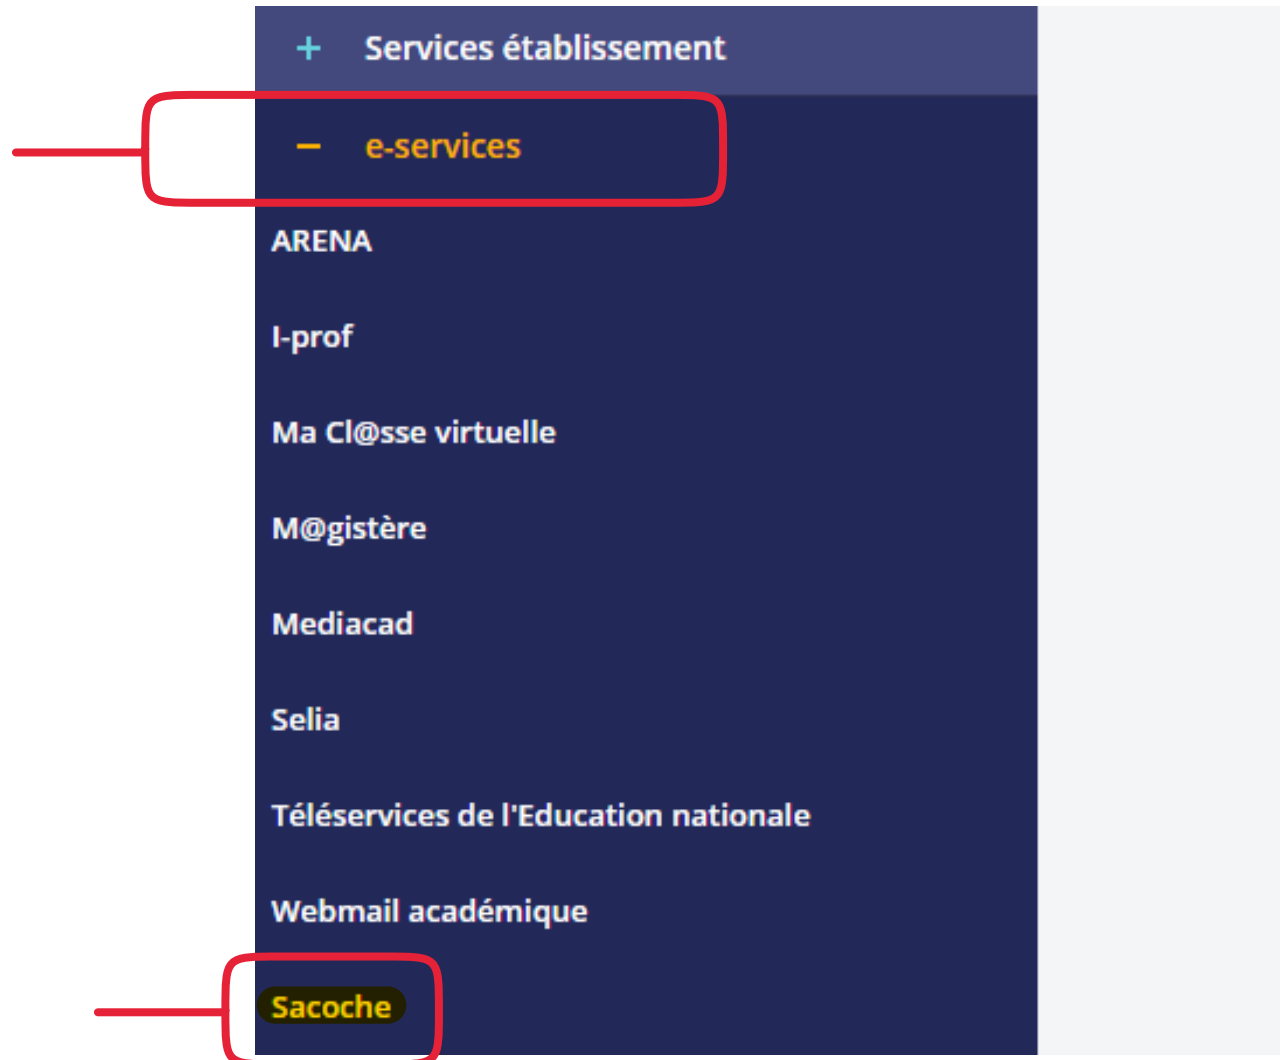 + Services établissement
− e-services
ARENA
I-prof
Ma Cl@sse virtuelle
M@gistère
Mediacad
Selia
Téléservices de l'Education nationale
Webmail académique
Sacoche